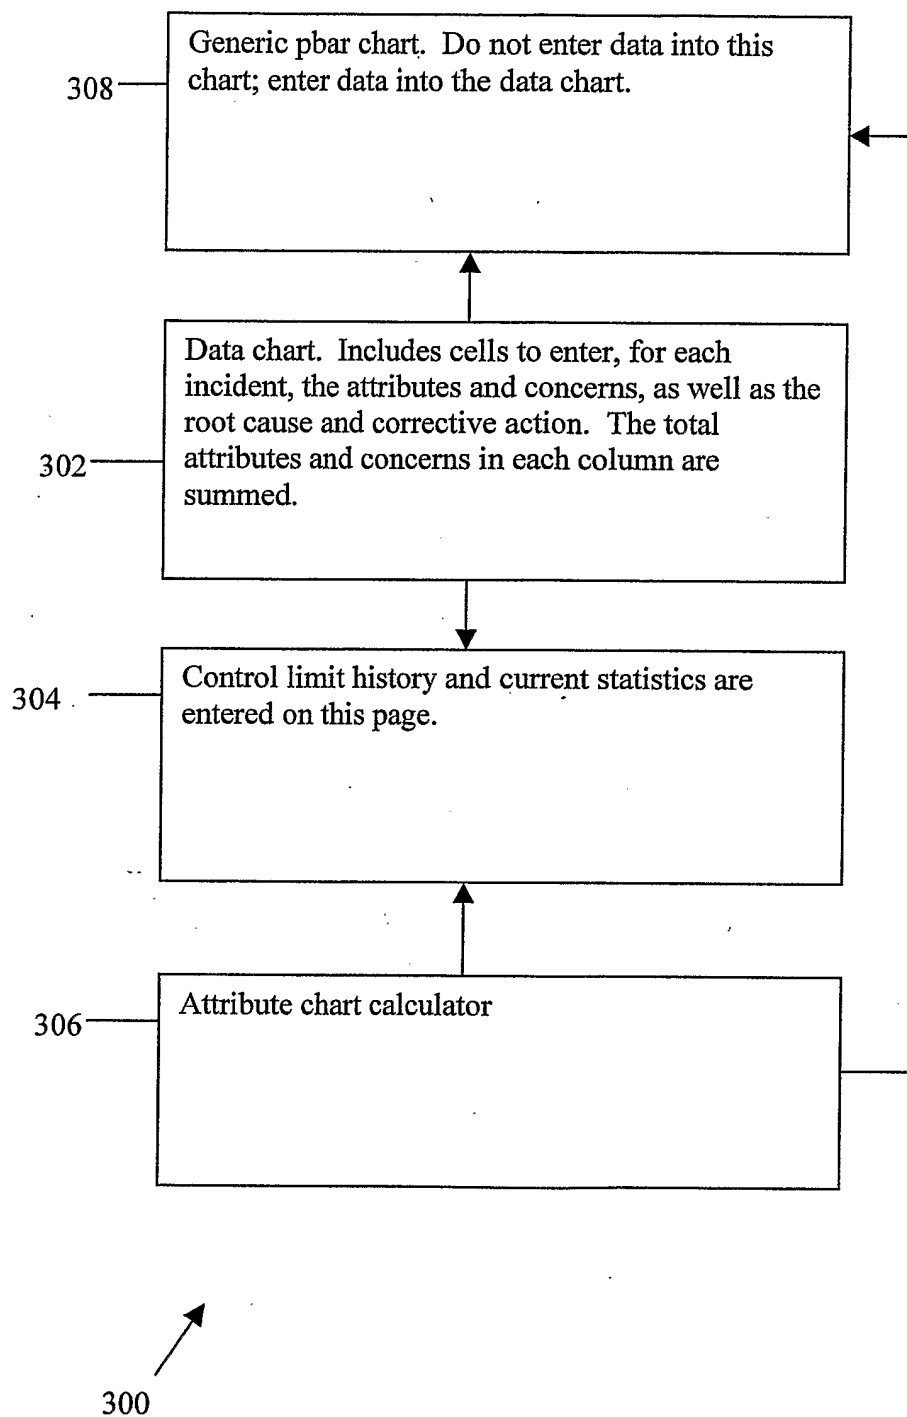 Generic pbar chart. Do not enter data into this
chart; enter data into the data chart.
308
Data chart. Includes cells to enter, for each
incident, the attributes and concerns, as well as the
root cause and corrective action. The total
attributes and concerns in each column are
summed.
302
Control limit history and current statistics are
entered on this page.
304
Attribute chart calculator
306
300